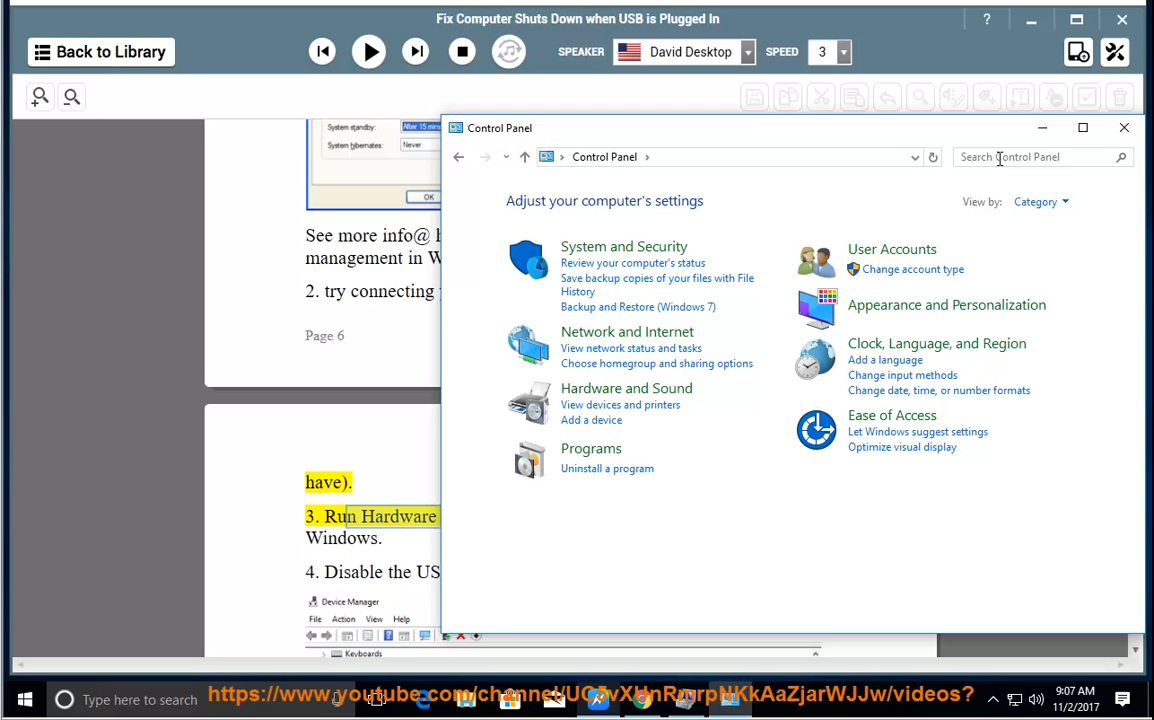 Fix Computer Shuts Down when USB is Plugged In
?
Back to Library
SPEAKER
David Desktop
SPEED
3
System standby:
After 15 mins
System hibernates:
Never
OK
See more info@ h
management in W
2. try connecting
Page 6
have).
3. Run Hardware
Windows.
4. Disable the US
Device Manager
File Action View Help
Keyboards
Control Panel
Control Panel
Search Control Panel
Adjust your computer's settings
View by: Category
System and Security
Review your computer's status
Save backup copies of your files with File
History
Backup and Restore (Windows 7)
Network and Internet
View network status and tasks
Choose homegroup and sharing options
Hardware and Sound
View devices and printers
Add a device
Programs
Uninstall a program
User Accounts
Change account type
Appearance and Personalization
Clock, Language, and Region
Add a language
Change input methods
Change date, time, or number formats
Ease of Access
Let Windows suggest settings
Optimize visual display
Type here to search
9:07 AM
11/2/2017